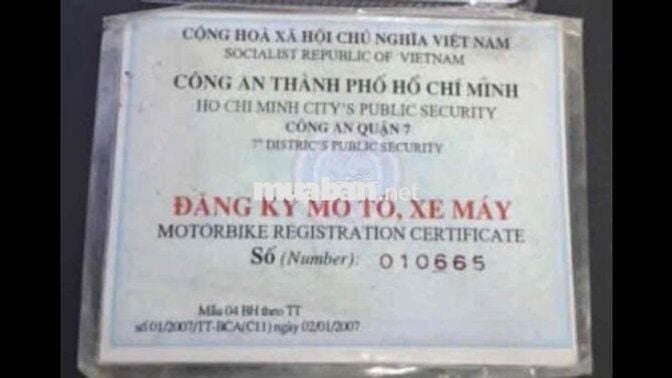 CỘNG HOÀ XÃ HỘI CHỦ NGHĨA VIỆT NAM
SOCIALIST REPUBLIC OF VIETNAM
CÔNG AN THÀNH PHỐ HỒ CHÍ MINH
HO CHI MINH CITY'S PUBLIC SECURITY
CÔNG AN QUẬN 7
7" DISTRIC'S PUBLIC SECURITY
muaban.net
ĐĂNG KÝ MÔ TÔ, XE MÁY
MOTORBIKE REGISTRATION CERTIFICATE
Số (Number): 010665
Mẫu 04 BH theo TT
số 01/2007/TT-BCA(C11) ngày 02/01/2007